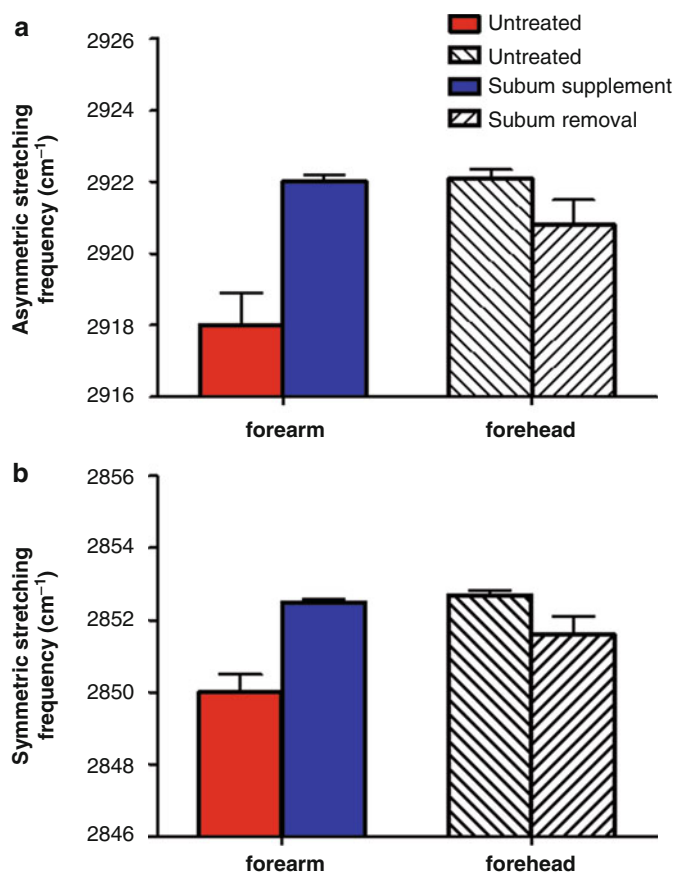 a
Untreated
Untreated
Subum supplement
Subum removal
Asymmetric stretching
frequency (cm⁻¹)
2926
2924
2922
2920
2918
2916
forearm forehead
b
Symmetric stretching
frequency (cm⁻¹)
2856
2854
2852
2850
2848
2846
forearm forehead